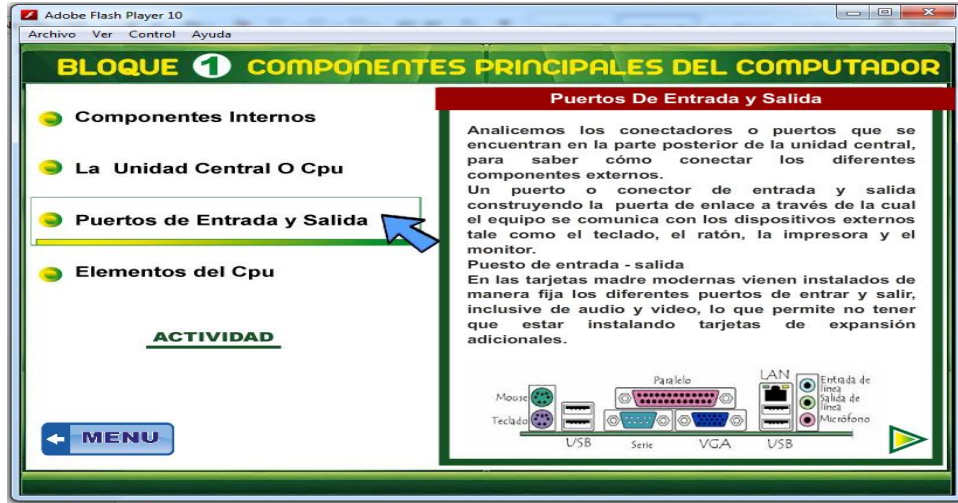 Adobe Flash Player 10
Archivo Ver Control Ayuda
BLOQUE 1 COMPONENTES PRINCIPALES DEL COMPUTADOR
Componentes Internos
La Unidad Central O Cpu
Puertos de Entrada y Salida
Elementos del Cpu
ACTIVIDAD
MENU
Puertos De Entrada y Salida
Analicemos los conectadores o puertos que se
encuentran en la parte posterior de la unidad central,
para saber cómo conectar los diferentes
componentes externos.
Un puerto o conector de entrada y salida
construyendo la puerta de enlace a través de la cual
el equipo se comunica con los dispositivos externos
tale como el teclado, el ratón, la impresora y el
monitor.
Puesto de entrada - salida
En las tarjetas madre modernas vienen instalados de
manera fija los diferentes puertos de entrar y salir,
inclusive de audio y video, lo que permite no tener
que estar instalando tarjetas de expansión
adicionales.
Mouse
Teclado
USB
Paralelo
Serie
VGA
LAN
USB
Entrada de
línea
Salida de
línea
Micrófono